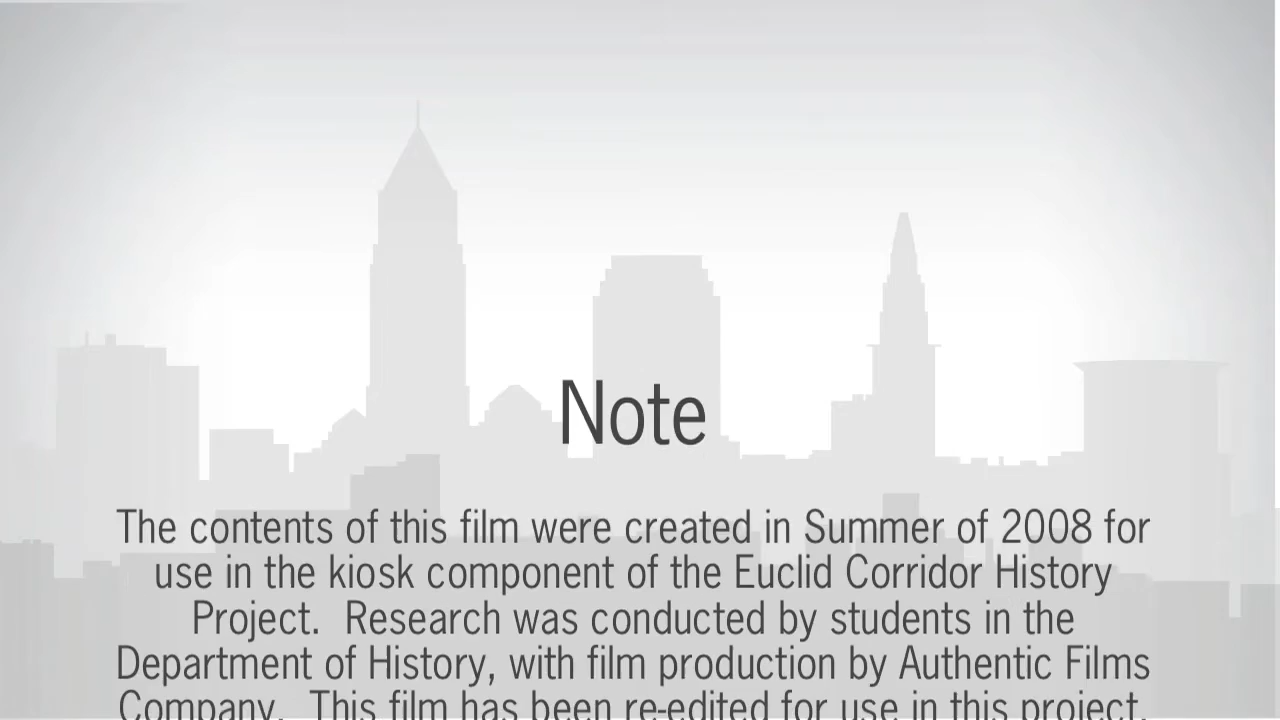 Note
The contents of this film were created in Summer of 2008 for
use in the kiosk component of the Euclid Corridor History
Project.  Research was conducted by students in the
Department of History, with film production by Authentic Films
Company.  This film has been re-edited for use in this project.